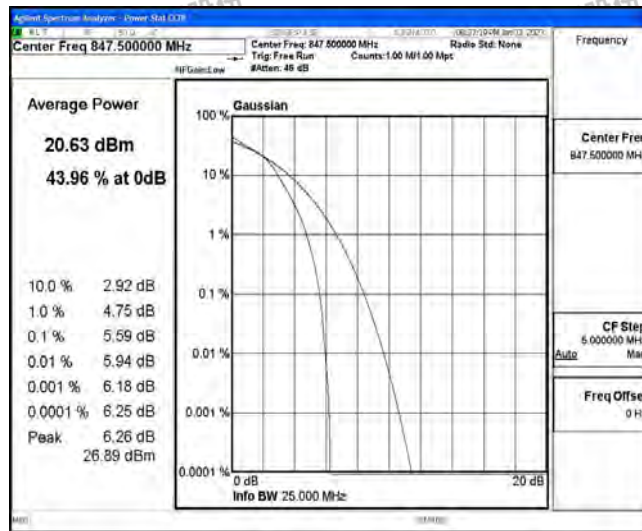 Agilent Spectrum Analyzer - Power Stat CCDF
Center Freq 847.500000 MHz
Center Freq: 847.500000 MHz
Radio Std: None
Trig: Free Run
Counts:1.00 M/1.00 Mpt
#IFGain:Low
#Atten: 46 dB
Frequency
Average Power
20.63 dBm
43.96 % at 0dB
10.0 % 2.92 dB
1.0 % 4.75 dB
0.1 % 5.59 dB
0.01 % 5.94 dB
0.001 % 6.18 dB
0.0001 % 6.25 dB
Peak 6.26 dB
26.89 dBm
Gaussian
100 %
10 %
1 %
0.1 %
0.01 %
0.001 %
0.0001 %
0 dB
20 dB
Info BW 25.000 MHz
Center Fre
847.500000 MH
CF Step
5.000000 MH
Auto Ma
Freq Offse
0 H